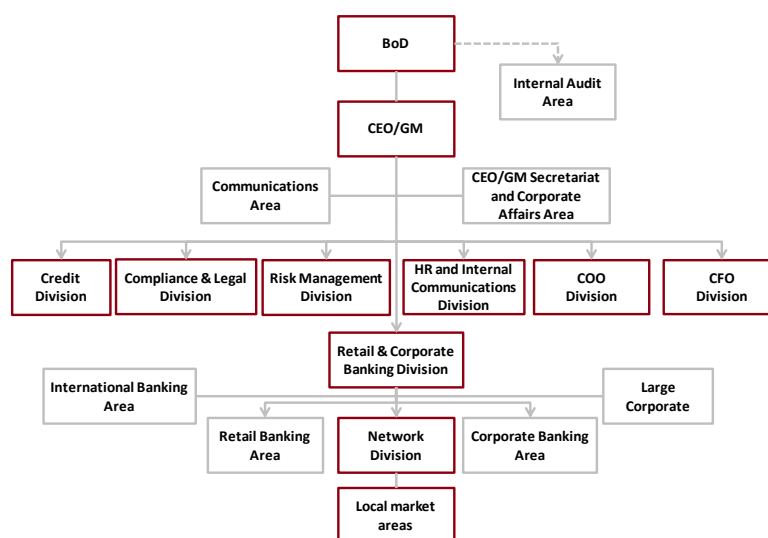 BoD
Internal Audit
Area
CEO/GM
Communications
Area
CEO/GM Secretariat
and Corporate
Affairs Area
Credit
Division
Compliance & Legal
Division
Risk Management
Division
HR and Internal
Communications
Division
COO
Division
CFO
Division
Retail & Corporate
Banking Division
International Banking
Area
Large
Corporate
Retail Banking
Area
Network
Division
Corporate Banking
Area
Local market
areas